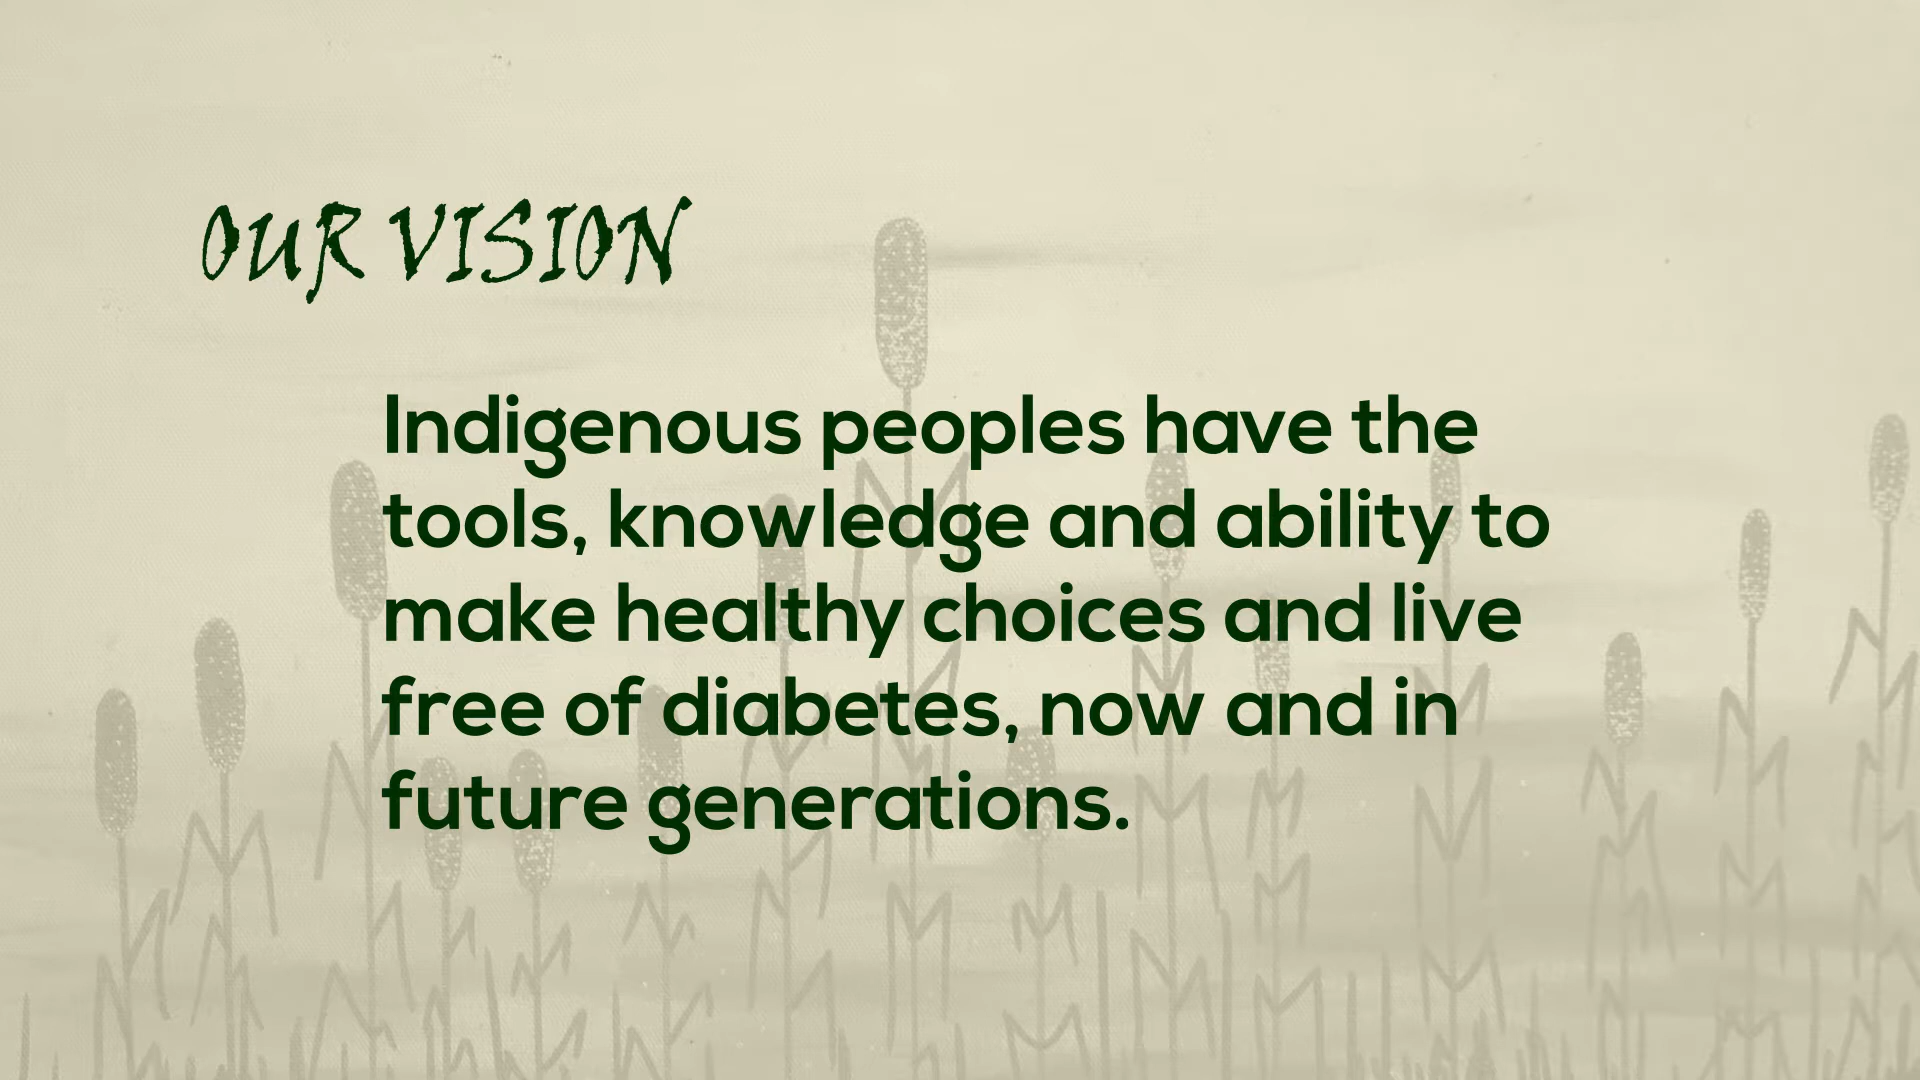 OUR VISION
Indigenous peoples have the
tools, knowledge and ability to
make healthy choices and live
free of diabetes, now and in
future generations.